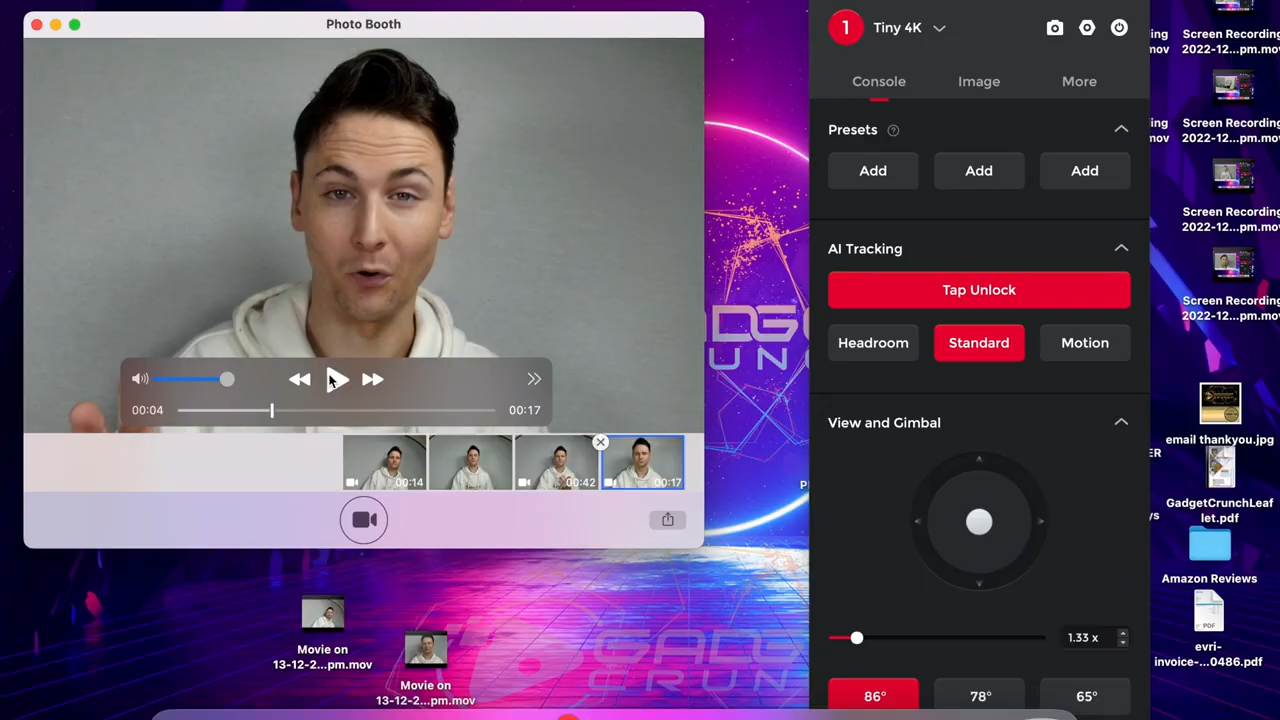 Photo Booth
00:04
00:17
00:14
00:42
00:17
1
Tiny 4K
Console
Image
More
Presets
?
Add
Add
Add
AI Tracking
Tap Unlock
Headroom
Standard
Motion
View and Gimbal
1.33 x
86°
78°
65°
Movie on
13-12-2...pm.mov
Movie on
13-12-2...pm.mov
Screen Recording
2022-12...pm.mov
Screen Recording
2022-12...pm.mov
Screen Recording
2022-12...pm.mov
Screen Recording
2022-12...pm.mov
email thankyou.jpg
GadgetCrunchLeaf
let.pdf
Amazon Reviews
PDF
evri-
invoice-...0486.pdf